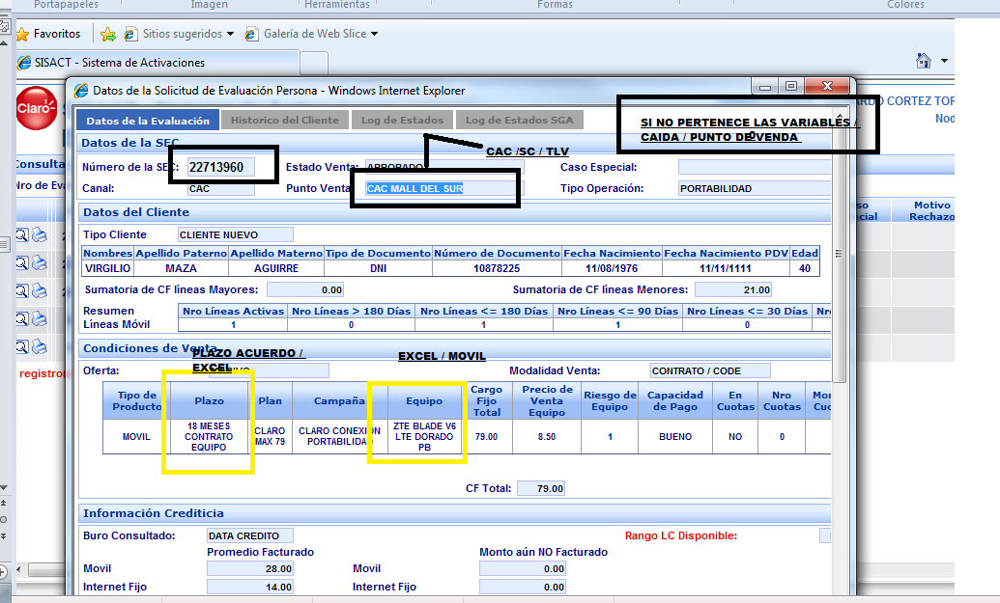 Portapapeles Imagen Herramientas Formas Colores
Favoritos Sitios sugeridos Galería de Web Slice
SISACT - Sistema de Activaciones
Datos de la Solicitud de Evaluación Persona - Windows Internet Explorer
Claro
CORTEZ TOR
Nod
Datos de la Evaluación Historico del Cliente Log de Estados Log de Estados SGA
SI NO PERTENECE LAS VARIABLES /
CAIDA / PUNTO DE VENDA
Datos de la SEC
CAC /SC / TLV
Consulta
Número de la SEC: 22713960 Estado Venta: APROBADO Caso Especial:
Nro de Eva
Canal: CAC Punto Venta: CAC MALL DEL SUR Tipo Operación: PORTABILIDAD
Motivo
Rechazo
Datos del Cliente
Tipo Cliente CLIENTE NUEVO
Nombres Apellido Paterno Apellido Materno Tipo de Documento Número de Documento Fecha Nacimiento Fecha Nacimiento PDV Edad
VIRGILIO MAZA AGUIRRE DNI 10878225 11/08/1976 11/11/1111 40
Sumatoria de CF líneas Mayores: 0.00 Sumatoria de CF líneas Menores: 21.00
Resumen
Líneas Móvil
Nro Líneas Activas Nro Líneas > 180 Días Nro Líneas <= 180 Días Nro Líneas <= 90 Días Nro Líneas <= 30 Días Nro
1 0 1 1 0
Condiciones de Venta
PLAZO ACUERDO /
EXCEL
EXCEL / MOVIL
Oferta: Modalidad Venta: CONTRATO / CODE
registro
Tipo de Producto Plazo Plan Campaña Equipo Cargo Fijo Total Precio de Venta Equipo Riesgo de Equipo Capacidad de Pago En Cuotas Nro Cuotas
MOVIL 18 MESES CONTRATO EQUIPO CLARO MAX 79 CLARO CONEXION PORTABILIDAD ZTE BLADE V6 LTE DORADO PB 79.00 8.50 1 BUENO NO 0
CF Total: 79.00
Información Crediticia
Buro Consultado: DATA CREDITO Rango LC Disponible:
Promedio Facturado Monto aún NO Facturado
Movil 28.00 Movil 0.00
Internet Fijo 14.00 Internet Fijo 0.00